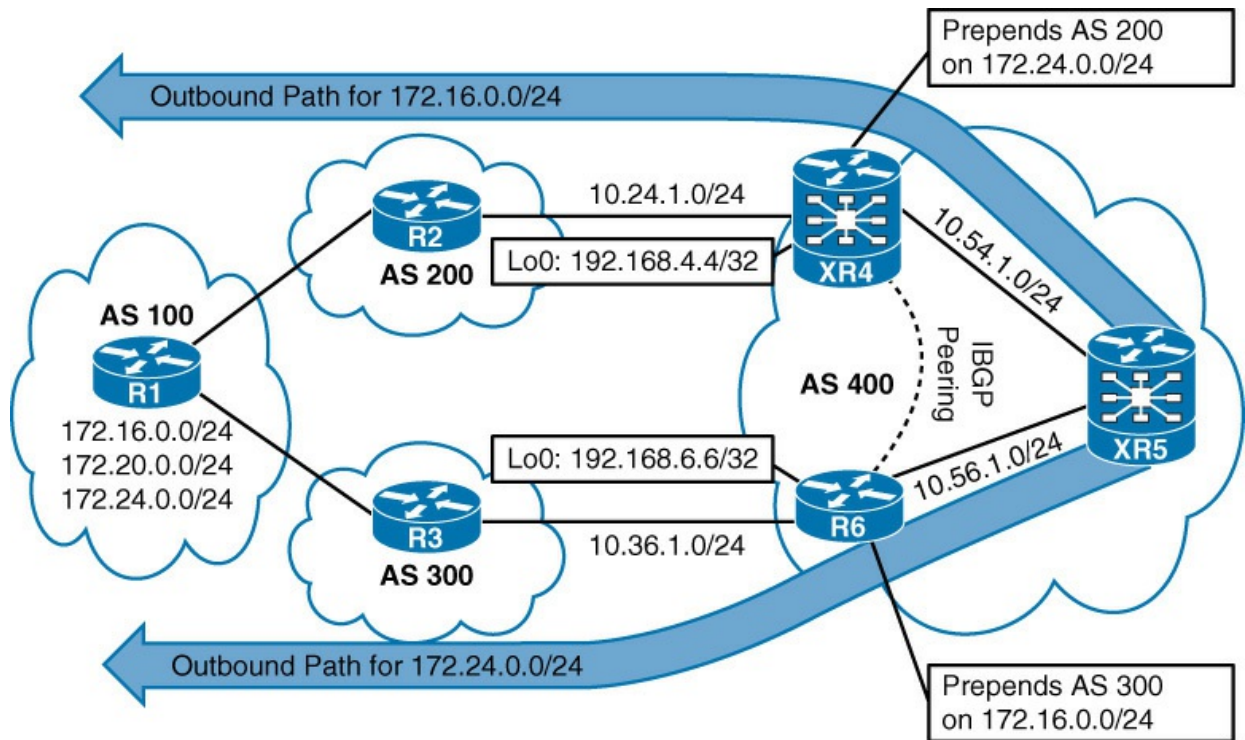 Prepends AS 200
on 172.24.0.0/24
Outbound Path for 172.16.0.0/24
R2
AS 200
10.24.1.0/24
Lo0: 192.168.4.4/32
XR4
10.54.1.0/24
AS 100
R1
172.16.0.0/24
172.20.0.0/24
172.24.0.0/24
AS 400
IBGP
Peering
XR5
Lo0: 192.168.6.6/32
10.56.1.0/24
R3
AS 300
10.36.1.0/24
R6
Outbound Path for 172.24.0.0/24
Prepends AS 300
on 172.16.0.0/24